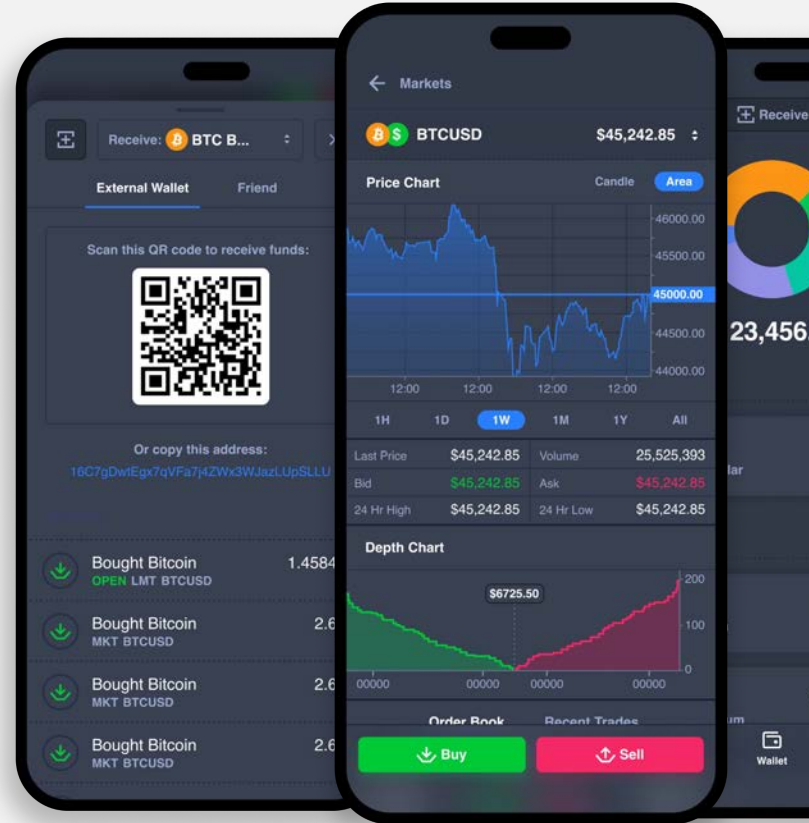 Receive: BTC B...
External Wallet Friend
Scan this QR code to receive funds:
Or copy this address:
16C7gDwtEgx7qVFa7j4ZWx3WJazLUpSLLU
Bought Bitcoin 1.4584
OPEN LMT BTCUSD
Bought Bitcoin 2.6
MKT BTCUSD
Bought Bitcoin 2.6
MKT BTCUSD
Bought Bitcoin 2.6
MKT BTCUSD
Markets
BTCUSD $45,242.85
Price Chart Candle Area
46000.00
45500.00
45000.00
44500.00
44000.00
12:00 12:00 12:00 12:00
1H 1D 1W 1M 1Y All
Last Price $45,242.85 Volume 25,525,393
Bid $45,242.85 Ask $45,242.85
24 Hr High $45,242.85 24 Hr Low $45,242.85
Depth Chart
$6725.50
200
100
0
00000 00000 00000 00000
Order Book Recent Trades
Buy Sell
Receive
23,456.
lar
um
Wallet